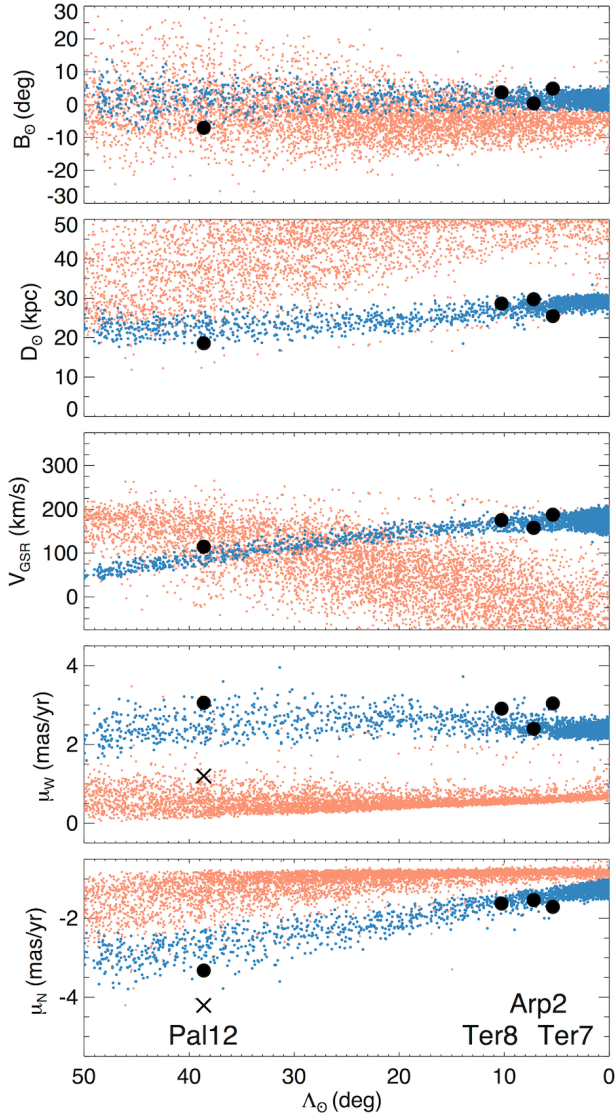 30
20
10
0
-10
-20
-30
B⊙ (deg)
50
40
30
20
10
0
D⊙ (kpc)
300
200
100
0
V_GSR (km/s)
4
2
0
μ_W (mas/yr)
-2
-4
μ_N (mas/yr)
Arp2
Pal12 Ter8 Ter7
50 40 30 20 10 0
Λ⊙ (deg)